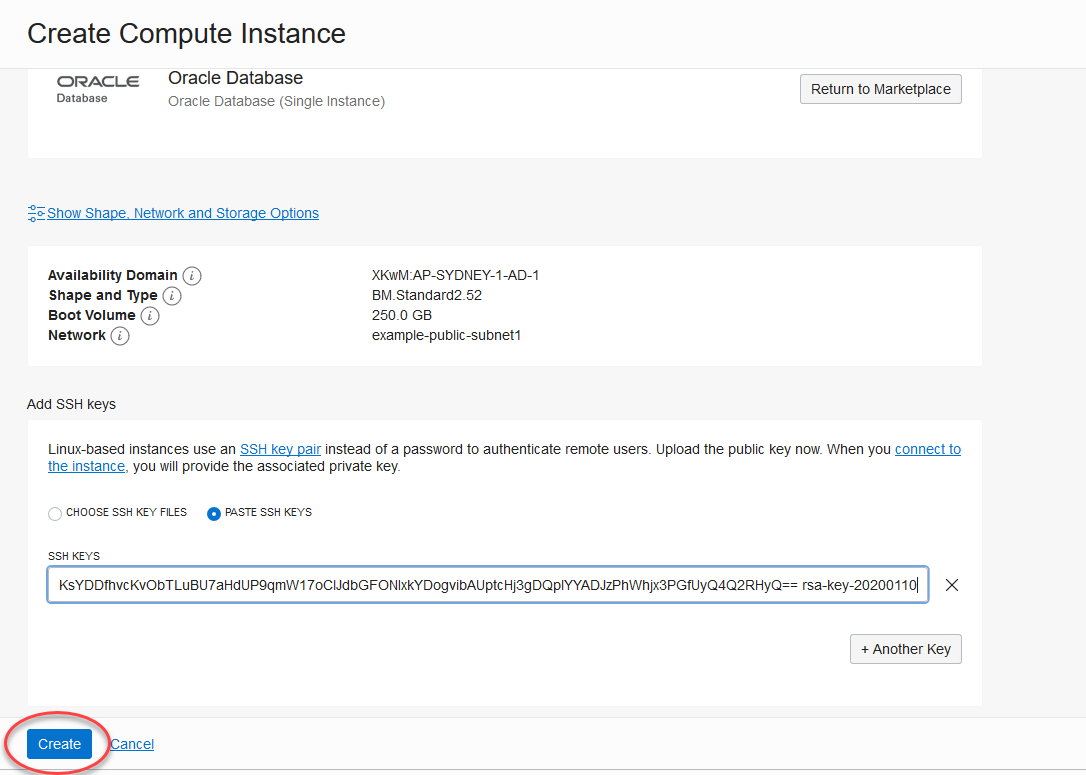 Create Compute Instance
ORACLE
Database
Oracle Database
Oracle Database (Single Instance)
Return to Marketplace
Show Shape, Network and Storage Options
Availability Domain i XKwM:AP-SYDNEY-1-AD-1
Shape and Type i BM.Standard2.52
Boot Volume i 250.0 GB
Network i example-public-subnet1
Add SSH keys
Linux-based instances use an SSH key pair instead of a password to authenticate remote users. Upload the public key now. When you connect to
the instance, you will provide the associated private key.
CHOOSE SSH KEY FILES PASTE SSH KEYS
SSH KEYS
KsYDDfhvcKvObTLuBU7aHdUP9qmW17oClJdbGFONlxkYDogvibAUptcHj3gDQplYYADJzPhWhjx3PGfUyQ4Q2RHyQ== rsa-key-20200110
+ Another Key
Create Cancel